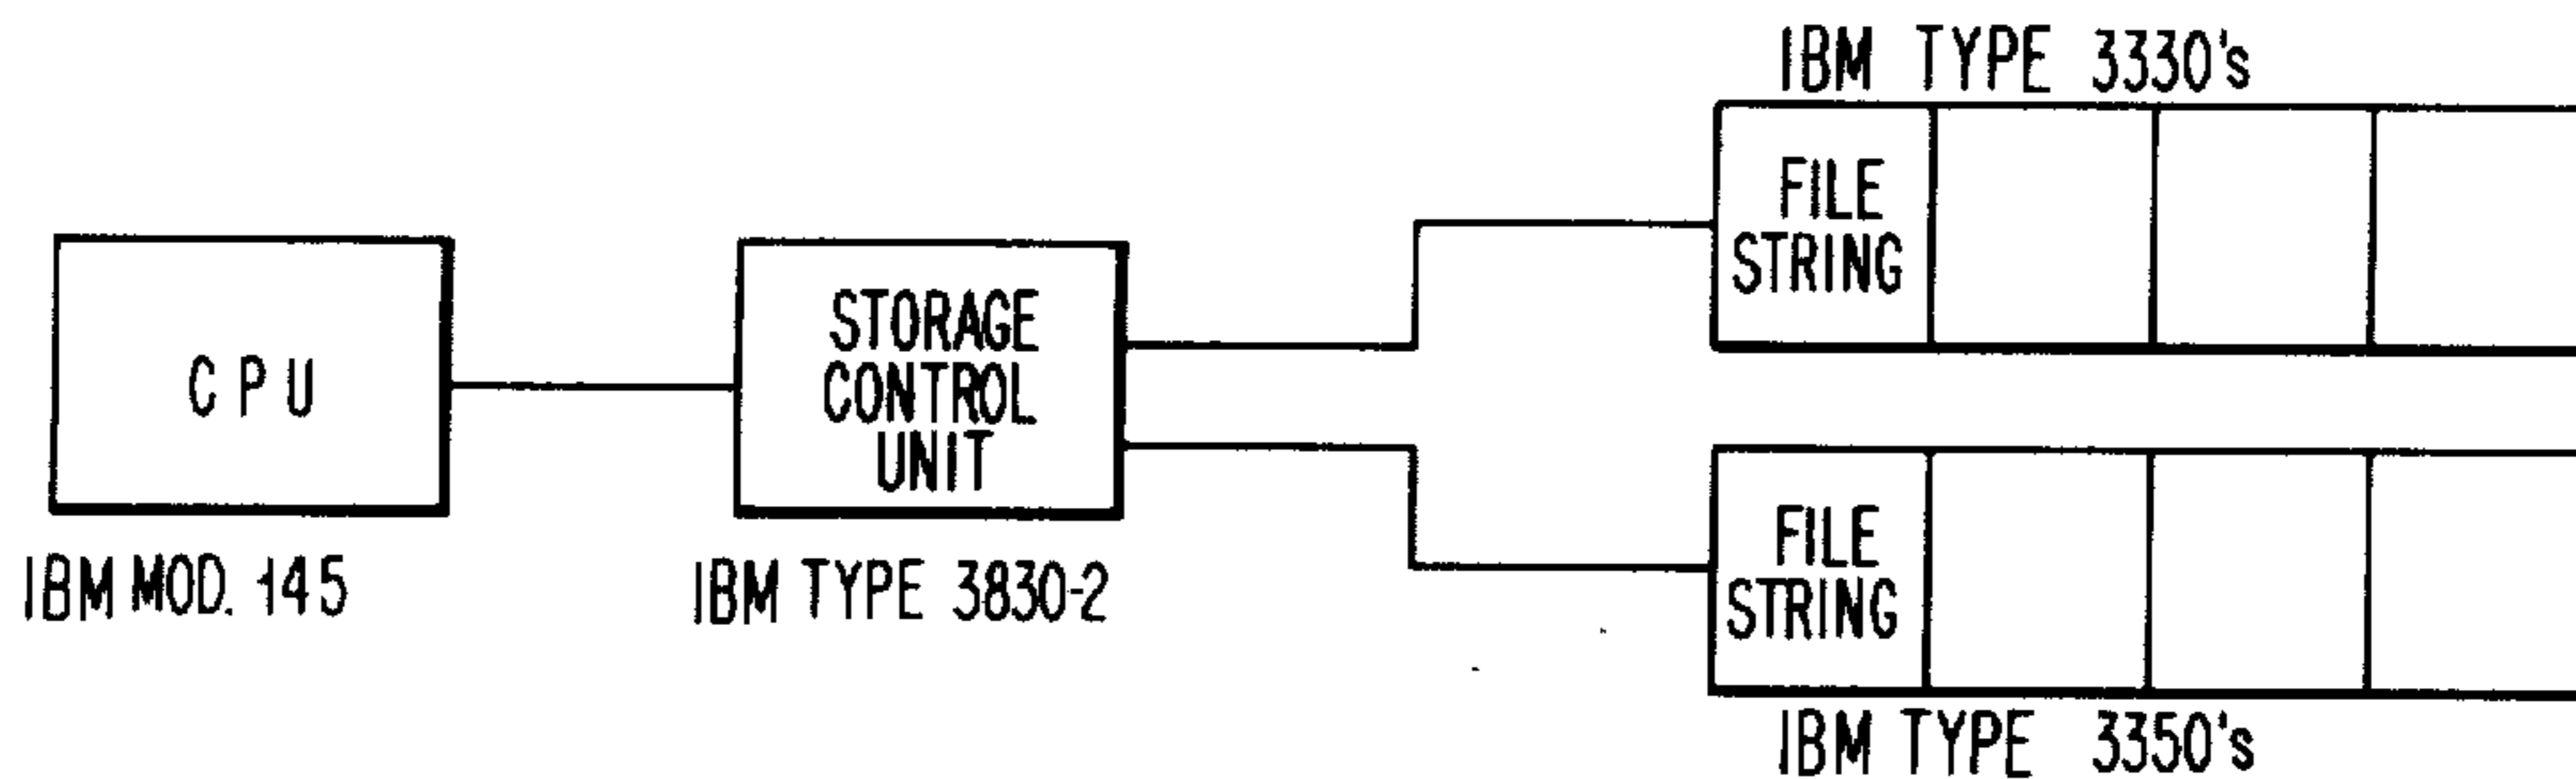 IBM TYPE 3330's
FILE
STRING
CPU
STORAGE
CONTROL
UNIT
IBM MOD. 145
IBM TYPE 3830-2
FILE
STRING
IBM TYPE 3350's